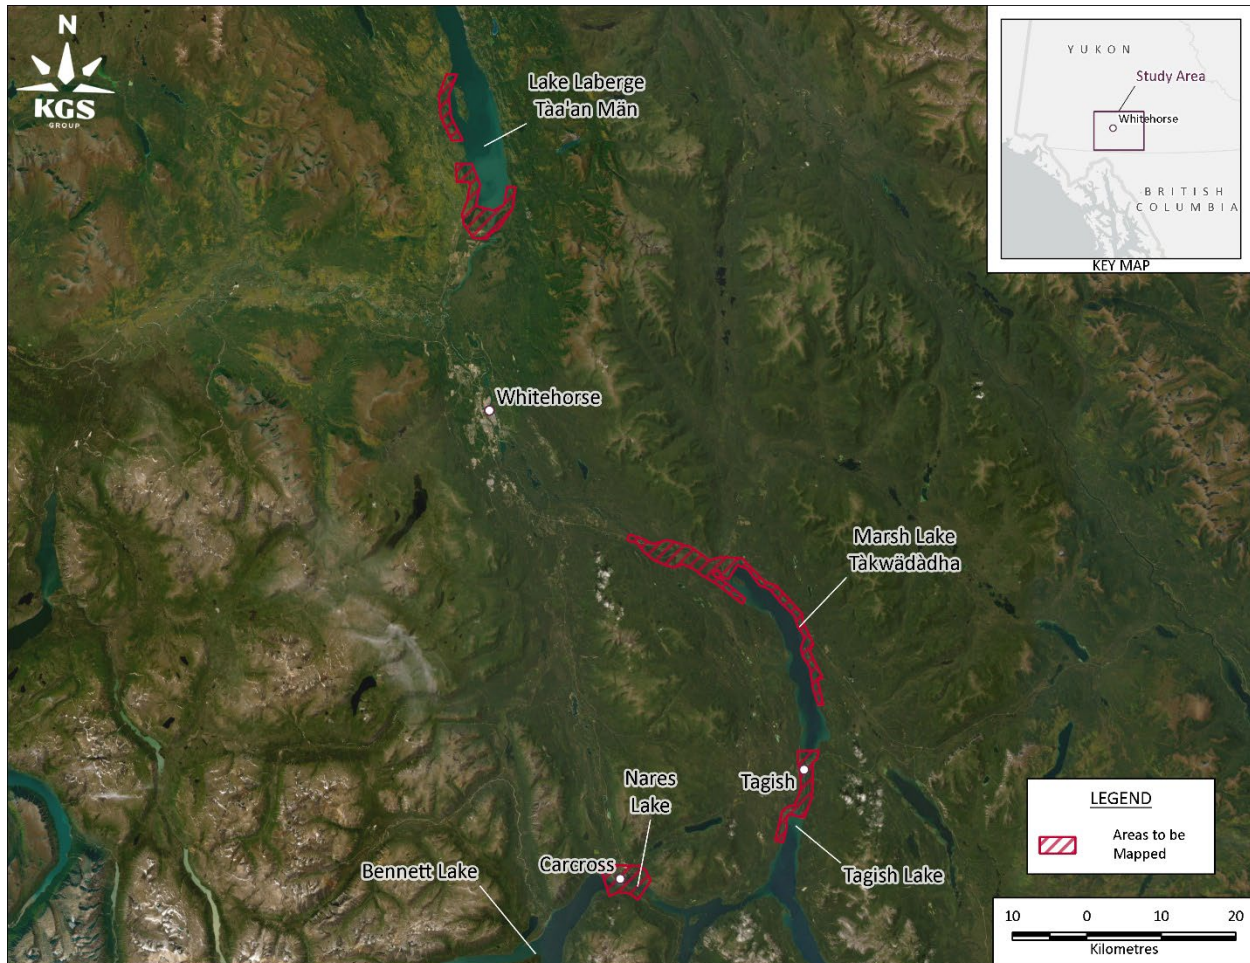 N
KGS
GROUP
Lake Laberge
Tàa'an Män
YUKON
Study Area
Whitehorse
BRITISH
COLUMBIA
KEY MAP
Whitehorse
Marsh Lake
Tàkwädàdha
Tagish
Nares
Lake
Carcross
Bennett Lake
Tagish Lake
LEGEND
Areas to be
Mapped
10 0 10 20
Kilometres